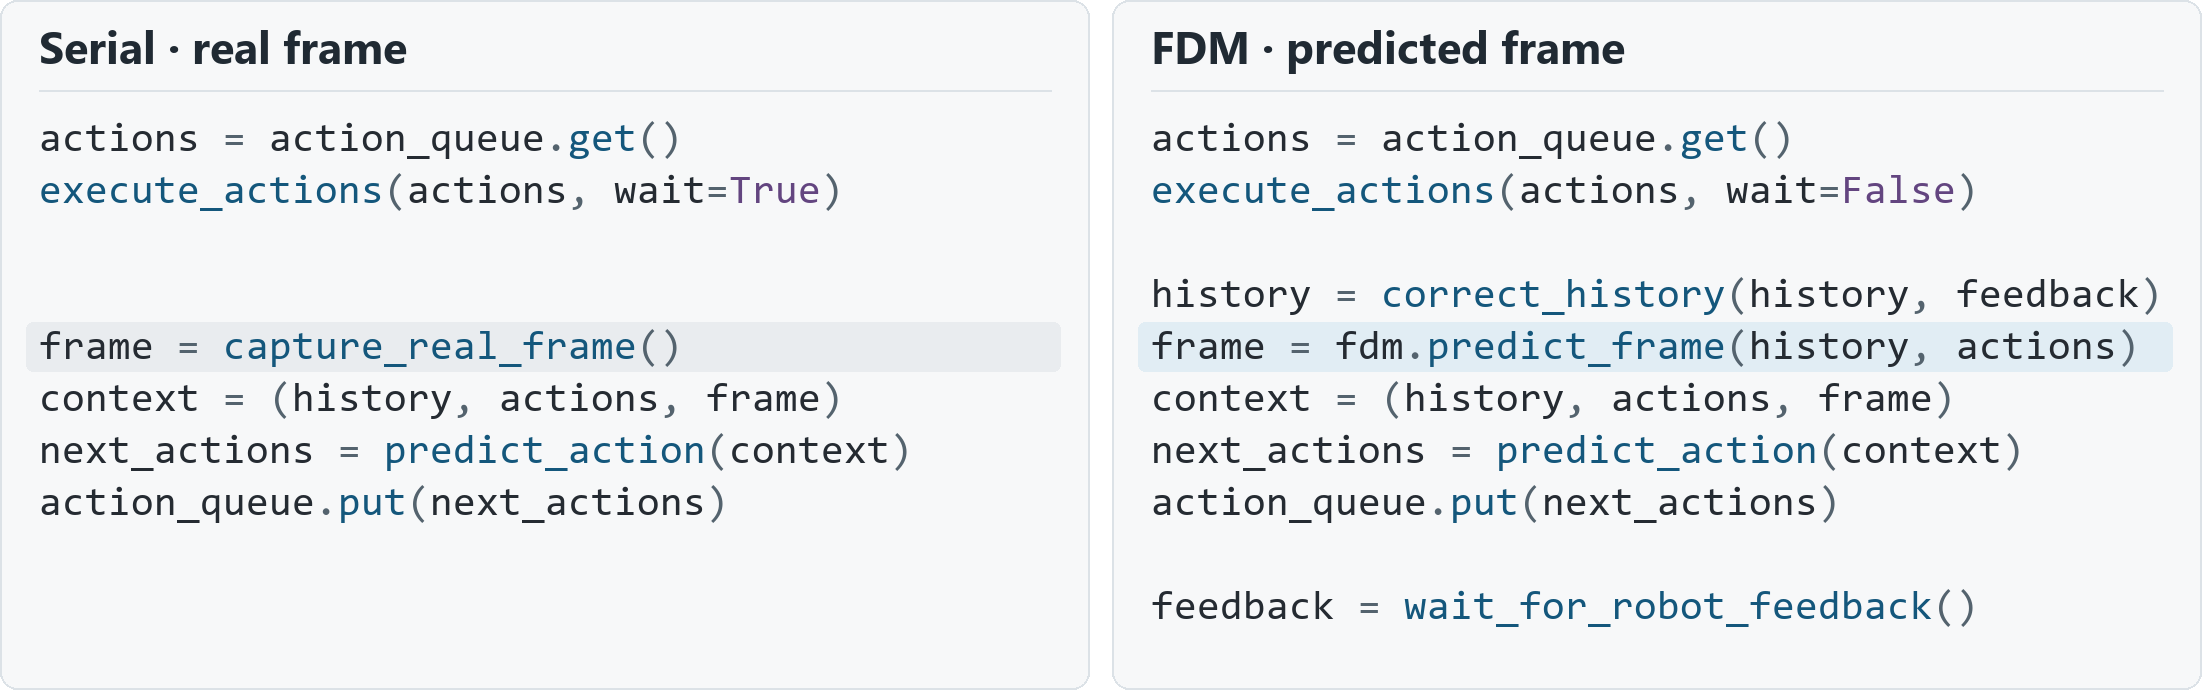 Serial · real frame
actions = action_queue.get()
execute_actions(actions, wait=True)
frame = capture_real_frame()
context = (history, actions, frame)
next_actions = predict_action(context)
action_queue.put(next_actions)
FDM · predicted frame
actions = action_queue.get()
execute_actions(actions, wait=False)
history = correct_history(history, feedback)
frame = fdm.predict_frame(history, actions)
context = (history, actions, frame)
next_actions = predict_action(context)
action_queue.put(next_actions)
feedback = wait_for_robot_feedback()